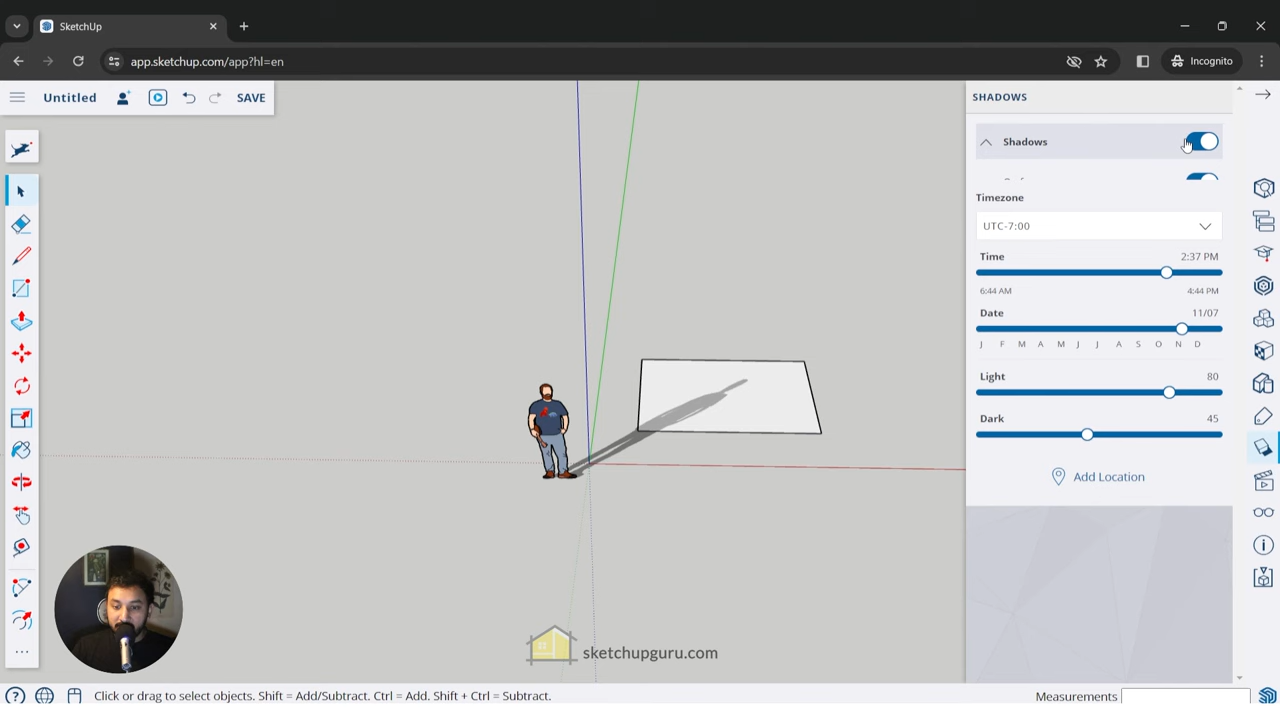 SketchUp
app.sketchup.com/app?hl=en
Incognito
Untitled
SAVE
SHADOWS
Shadows
Timezone
UTC-7:00
Time 2:37 PM
6:44 AM 4:44 PM
Date 11/07
J F M A M J J A S O N D
Light 80
Dark 45
Add Location
sketchupguru.com
Click or drag to select objects. Shift = Add/Subtract. Ctrl = Add. Shift + Ctrl = Subtract.
Measurements